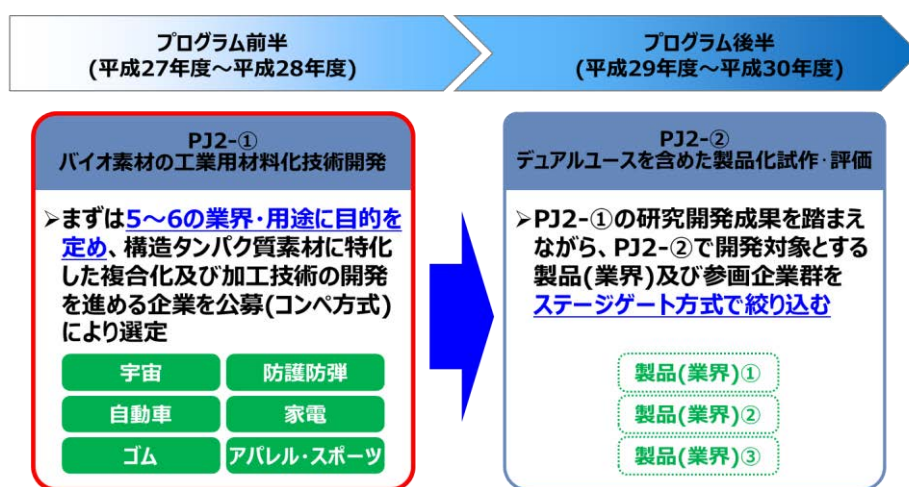 プログラム前半
(平成27年度～平成28年度)
プログラム後半
(平成29年度～平成30年度)
PJ2-①
バイオ素材の工業用材料化技術開発
➢まずは5～6の業界・用途に目的を
定め、構造タンパク質素材に特化
した複合化及び加工技術の開発
を進める企業を公募(コンペ方式)
により選定
宇宙
防護防弾
自動車
家電
ゴム
アパレル・スポーツ
PJ2-②
デュアルユースを含めた製品化試作・評価
➢PJ2-①の研究開発成果を踏まえ
ながら、PJ2-②で開発対象とする
製品(業界)及び参画企業群を
ステージゲート方式で絞り込む
製品(業界)①
製品(業界)②
製品(業界)③